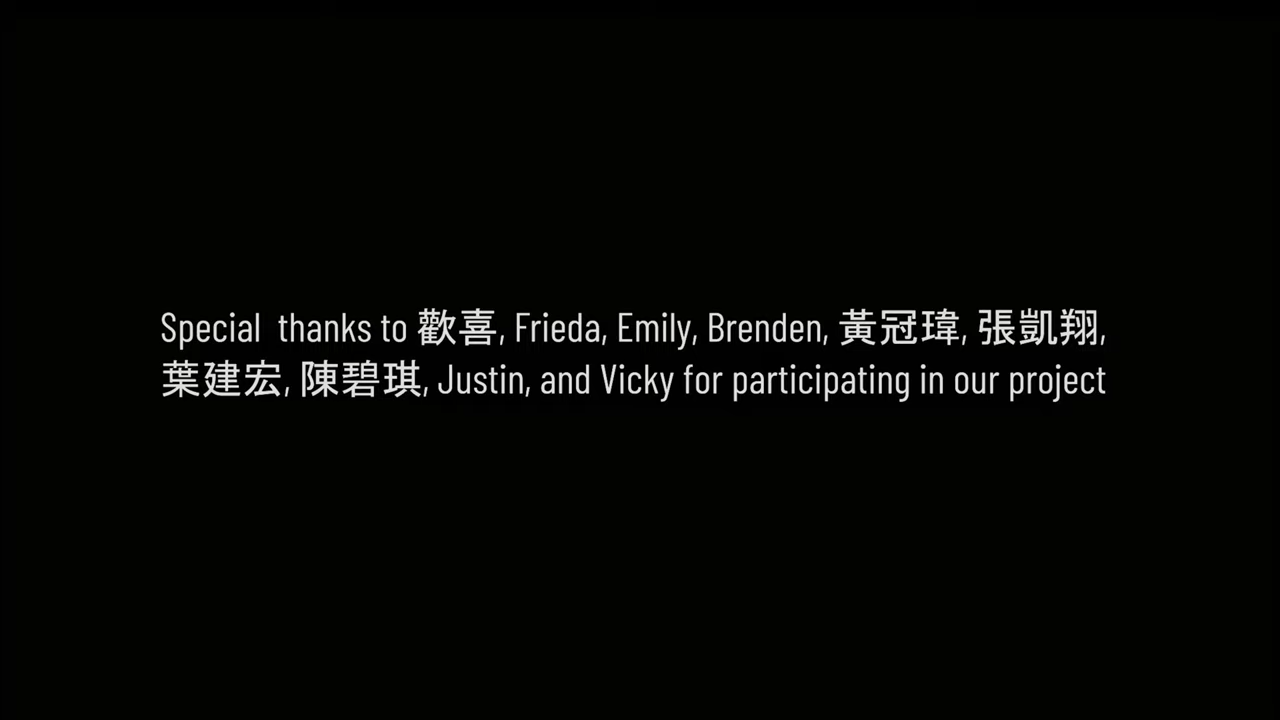 Special  thanks to 歡喜, Frieda, Emily, Brenden, 黃冠瑋, 張凱翔,
葉建宏, 陳碧琪, Justin, and Vicky for participating in our project